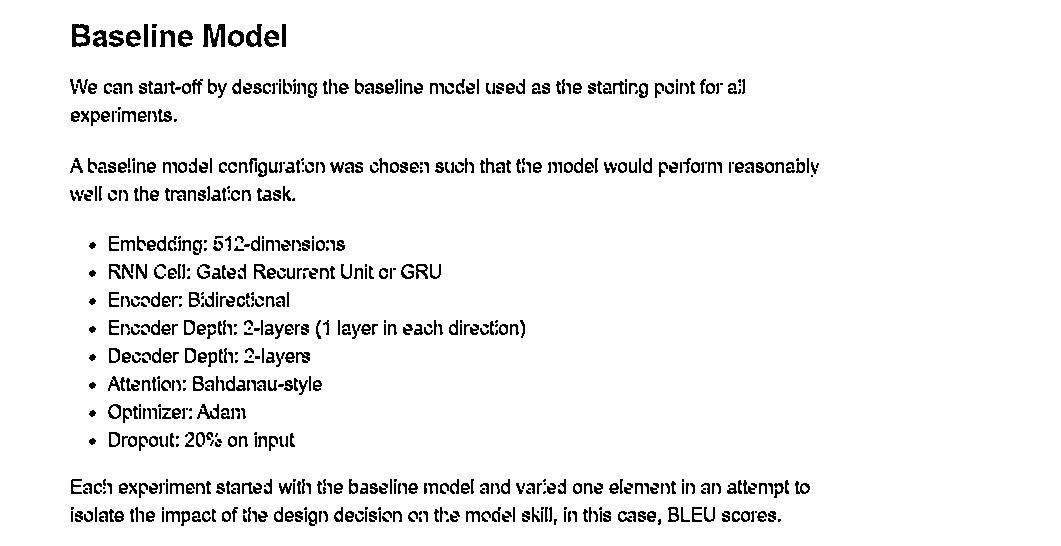 Baseline Model
We can start-off by describing the baseline model used as the starting point for all
experiments.
A baseline model configuration was chosen such that the model would perform reasonably
well on the translation task.
• Embedding: 512-dimensions
• RNN Cell: Gated Recurrent Unit or GRU
• Encoder: Bidirectional
• Encoder Depth: 2-layers (1 layer in each direction)
• Decoder Depth: 2-layers
• Attention: Bahdanau-style
• Optimizer: Adam
• Dropout: 20% on input
Each experiment started with the baseline model and varied one element in an attempt to
isolate the impact of the design decision on the model skill, in this case, BLEU scores.